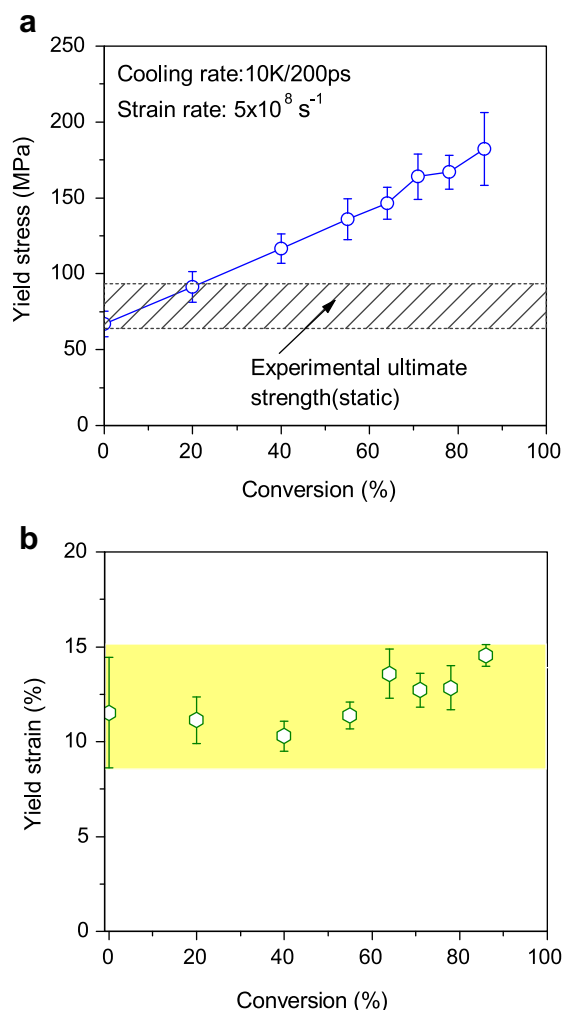 a
250
200
150
100
50
0
Yield stress (MPa)
Cooling rate:10K/200ps
Strain rate: 5x10⁸ s⁻¹
Experimental ultimate
strength(static)
0 20 40 60 80 100
Conversion (%)
b
20
15
10
5
0
Yield strain (%)
0 20 40 60 80 100
Conversion (%)